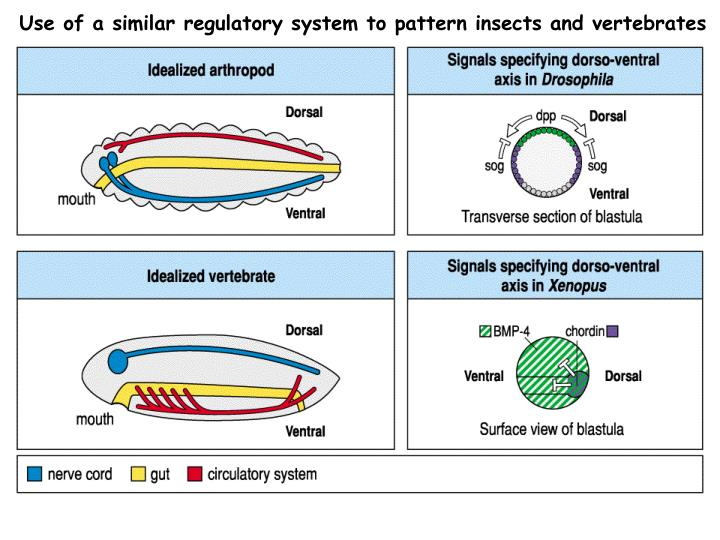 Use of a similar regulatory system to pattern insects and vertebrates
Idealized arthropod
Dorsal
mouth
Ventral
Signals specifying dorso-ventral
axis in Drosophila
dpp
Dorsal
sog
sog
Ventral
Transverse section of blastula
Idealized vertebrate
Dorsal
mouth
Ventral
Signals specifying dorso-ventral
axis in Xenopus
BMP-4
chordin
Ventral
Dorsal
Surface view of blastula
nerve cord
gut
circulatory system